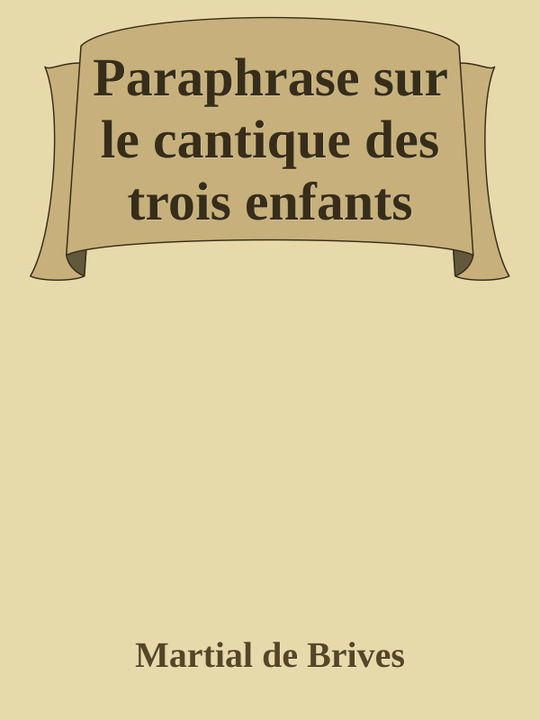 Paraphrase sur
le cantique des
trois enfants
Martial de Brives